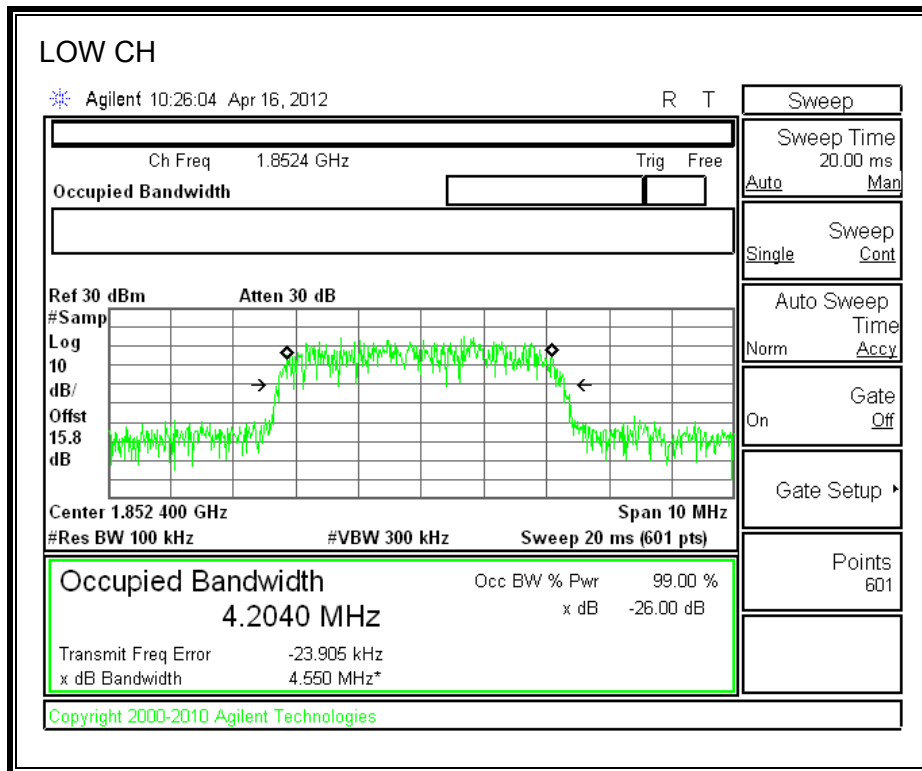 LOW CH
Agilent 10:26:04 Apr 16, 2012 R T
Sweep
Ch Freq 1.8524 GHz Trig Free
Occupied Bandwidth
Sweep Time
20.00 ms
Auto Man
Sweep
Single Cont
Auto Sweep
Time
Norm Accy
Gate
On Off
Gate Setup
Points
601
Ref 30 dBm Atten 30 dB
#Samp
Log
10
dB/
Offst
15.8
dB
Center 1.852 400 GHz Span 10 MHz
#Res BW 100 kHz #VBW 300 kHz Sweep 20 ms (601 pts)
Occupied Bandwidth Occ BW % Pwr 99.00 %
4.2040 MHz x dB -26.00 dB
Transmit Freq Error -23.905 kHz
x dB Bandwidth 4.550 MHz*
Copyright 2000-2010 Agilent Technologies